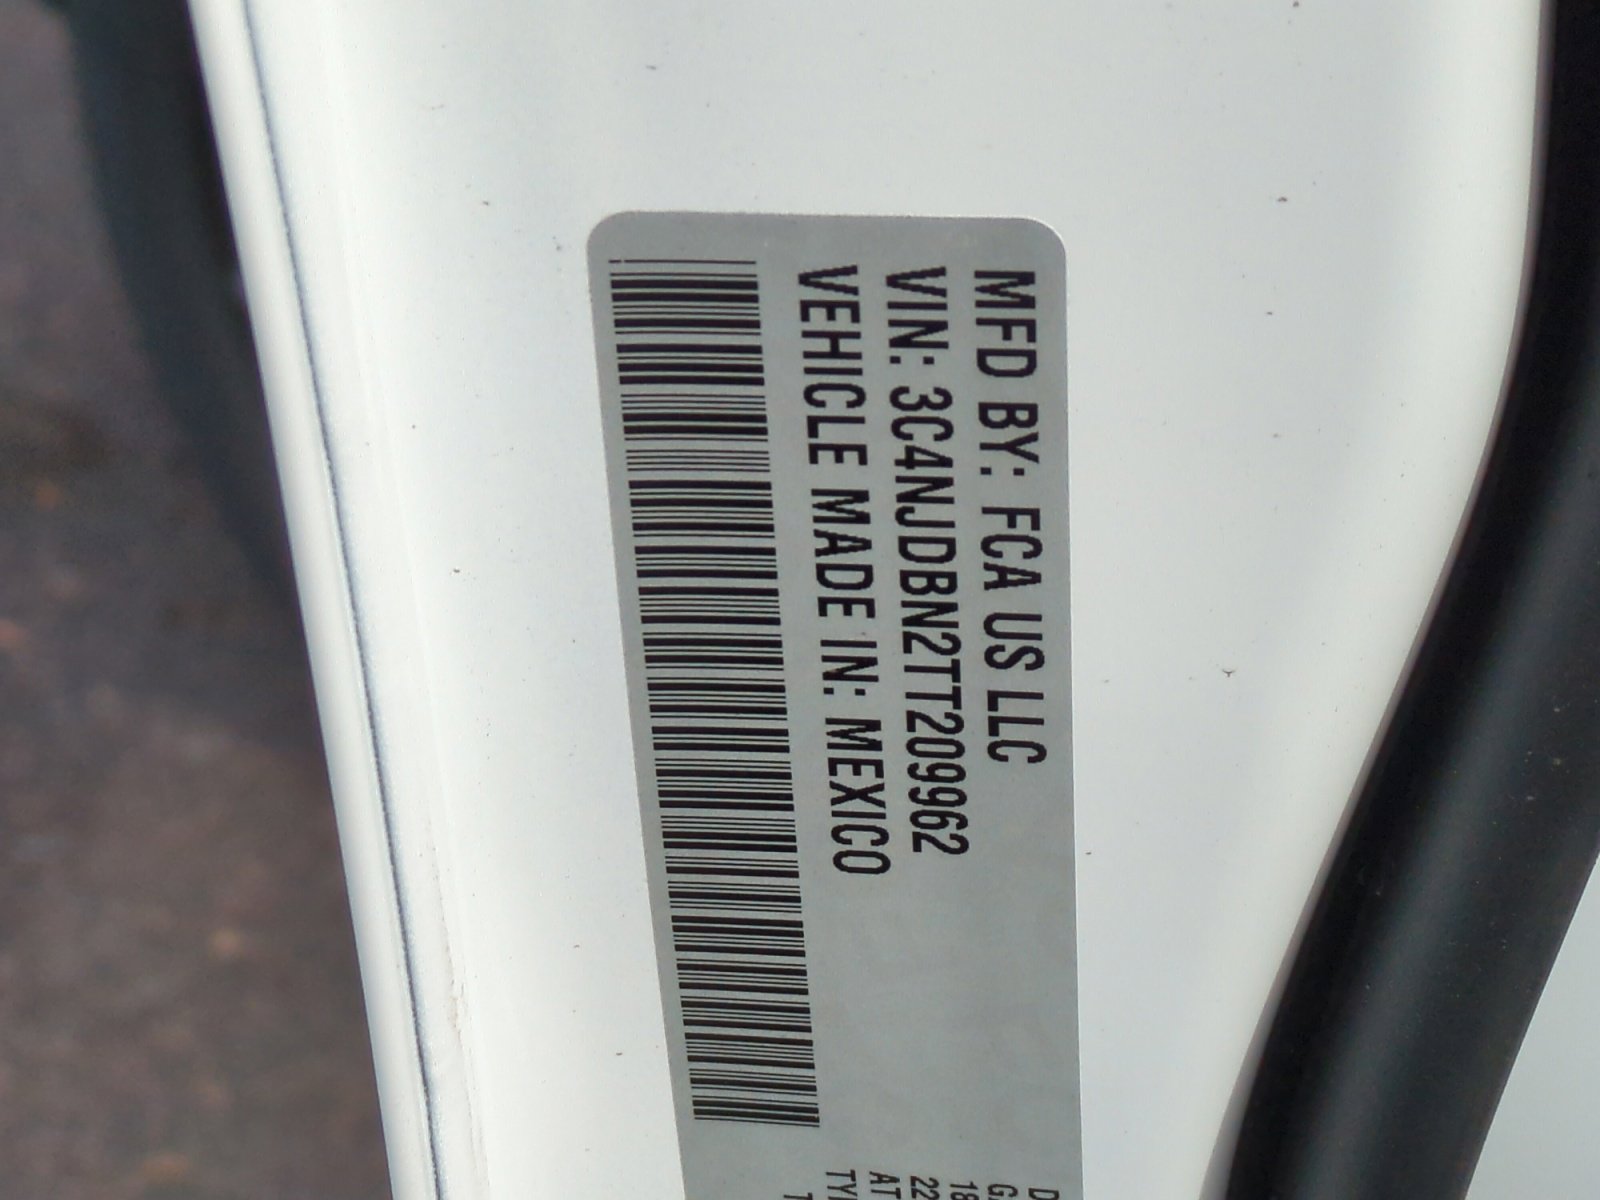 MFD BY: FCA US LLC
VIN: 3C4NJDBN2TT209962
VEHICLE MADE IN: MEXICO